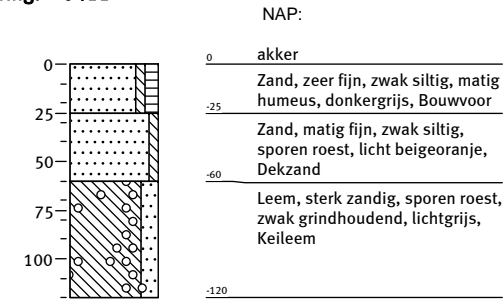 NAP:
0
0 akker
Zand, zeer fijn, zwak siltig, matig
humeus, donkergrijs, Bouwvoor
25
-25
Zand, matig fijn, zwak siltig,
sporen roest, licht beigeoranje,
Dekzand
50
-60
Leem, sterk zandig, sporen roest,
zwak grindhoudend, lichtgrijs,
Keileem
75
100
-120